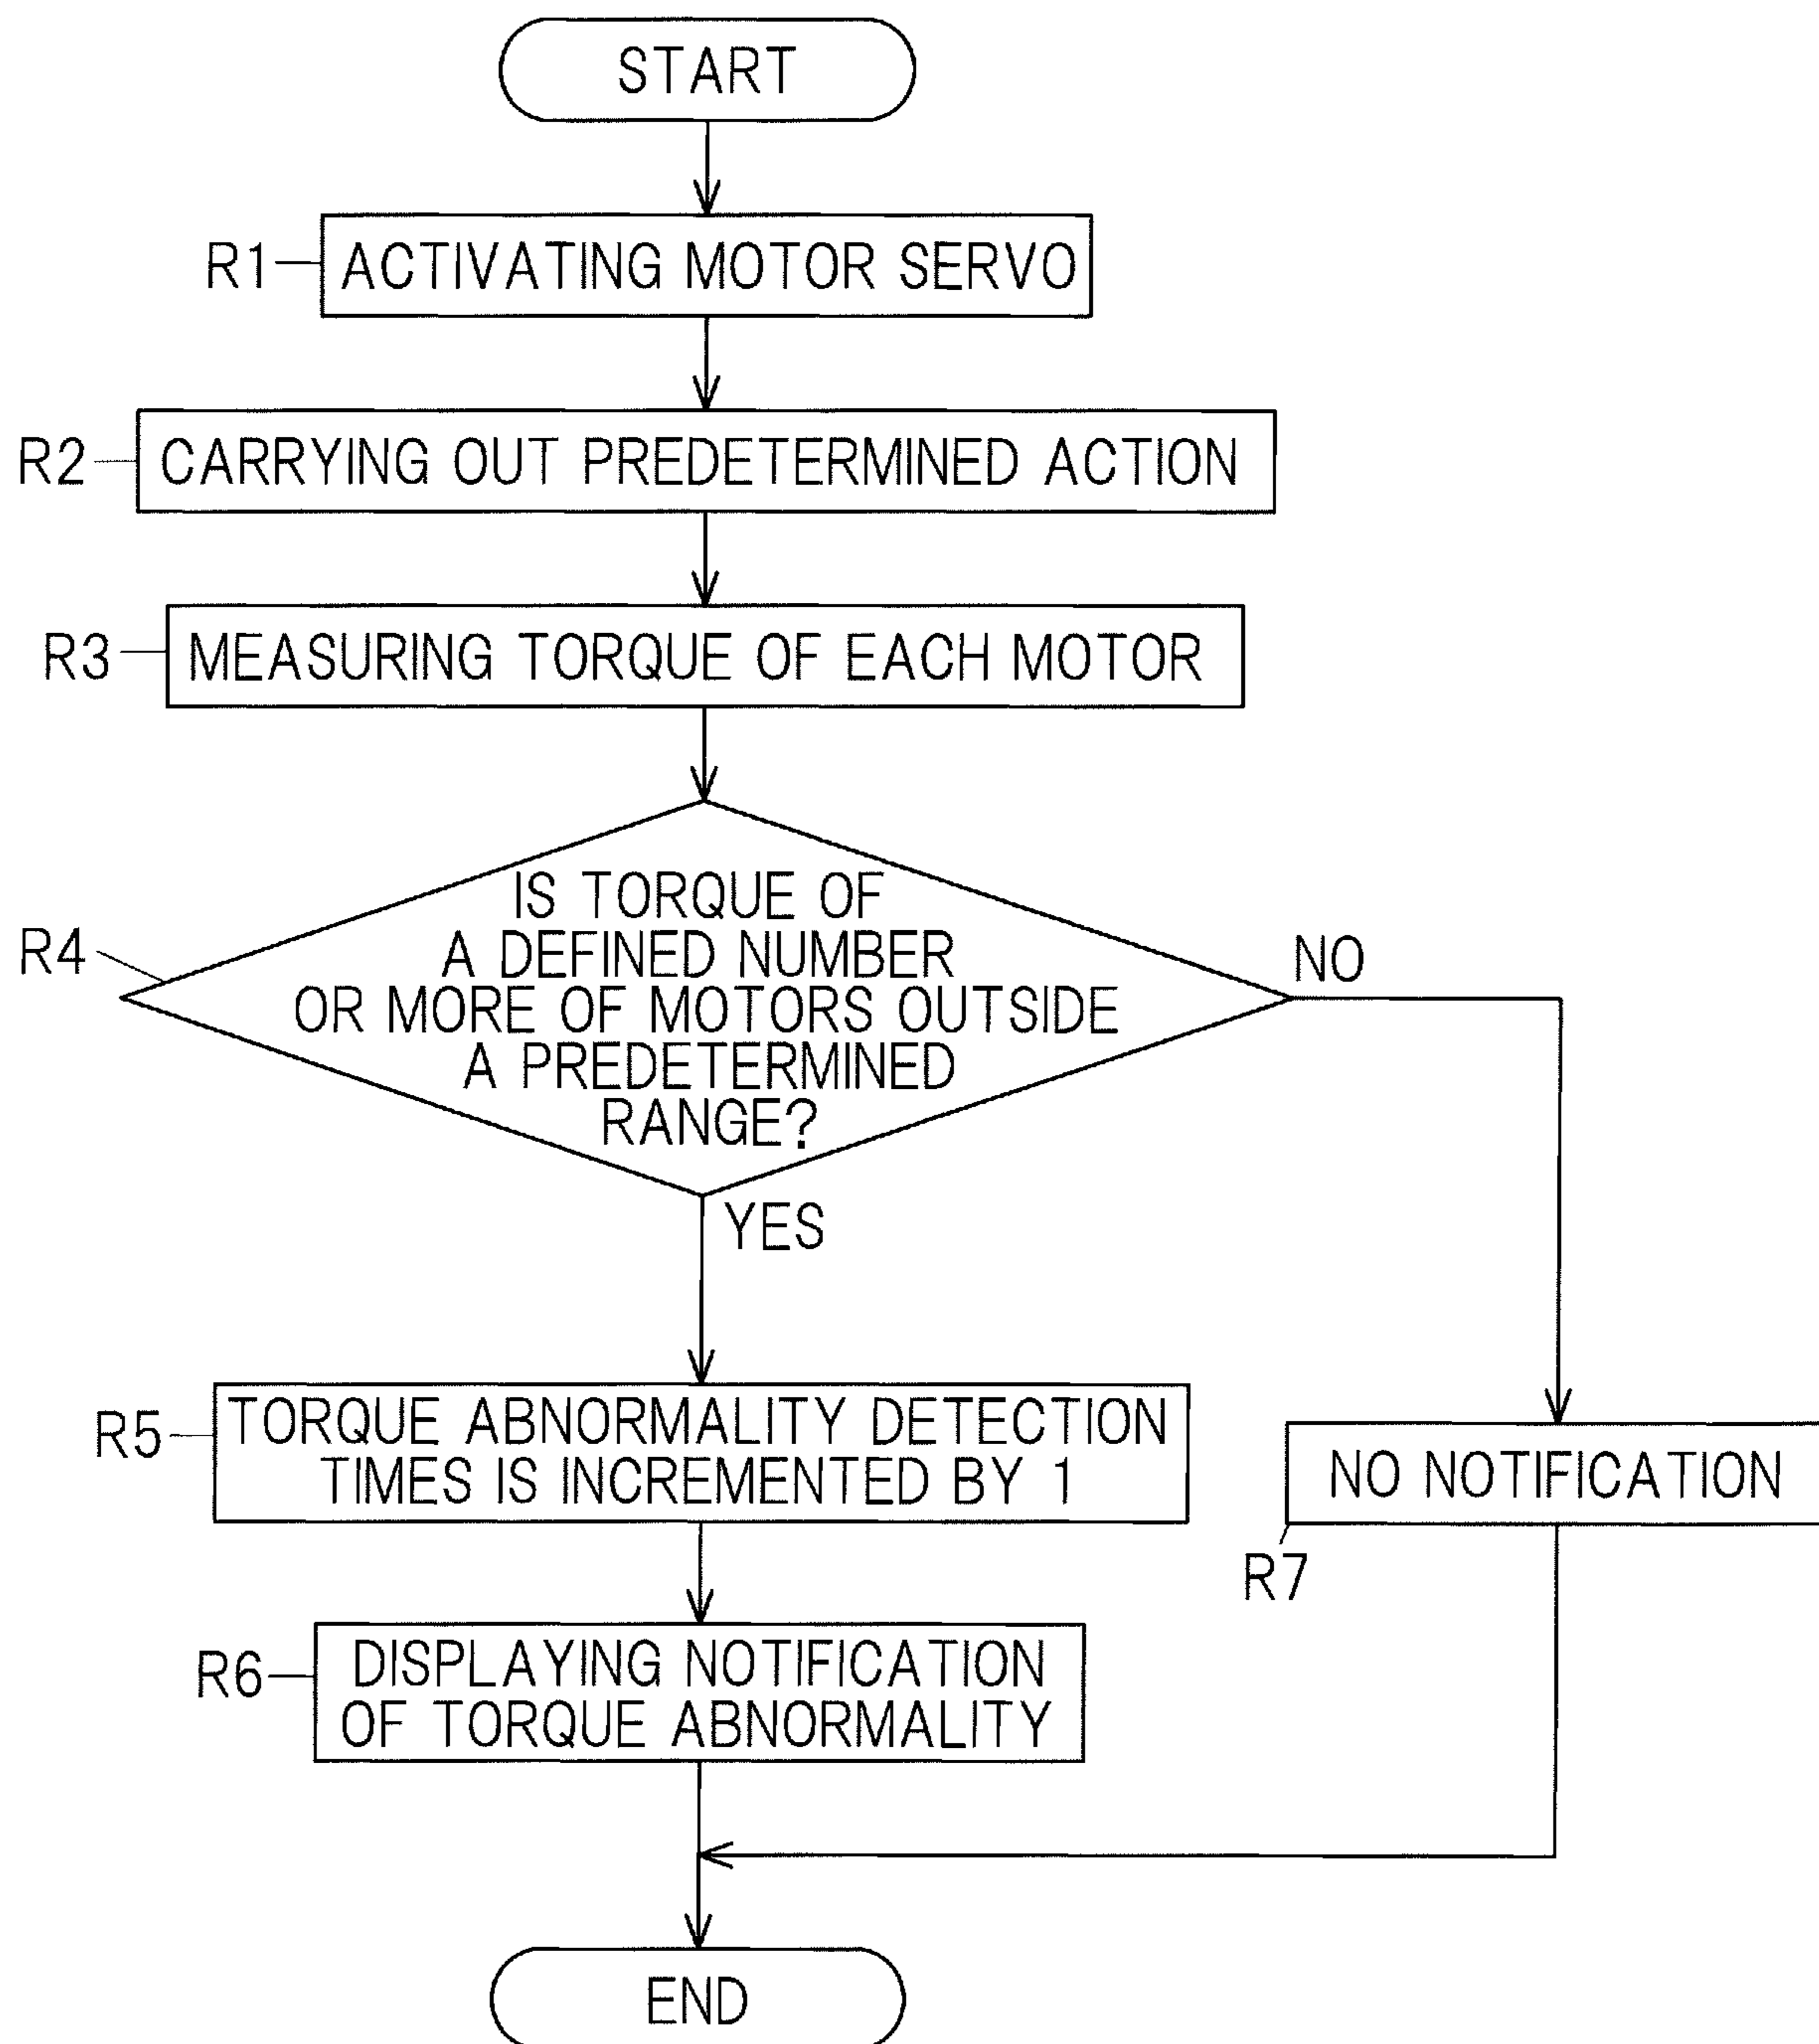 START
R1
ACTIVATING MOTOR SERVO
R2
CARRYING OUT PREDETERMINED ACTION
R3
MEASURING TORQUE OF EACH MOTOR
R4
IS TORQUE OF
A DEFINED NUMBER
OR MORE OF MOTORS OUTSIDE
A PREDETERMINED
RANGE?
NO
YES
R5
TORQUE ABNORMALITY DETECTION
TIMES IS INCREMENTED BY 1
NO NOTIFICATION
R7
R6
DISPLAYING NOTIFICATION
OF TORQUE ABNORMALITY
END